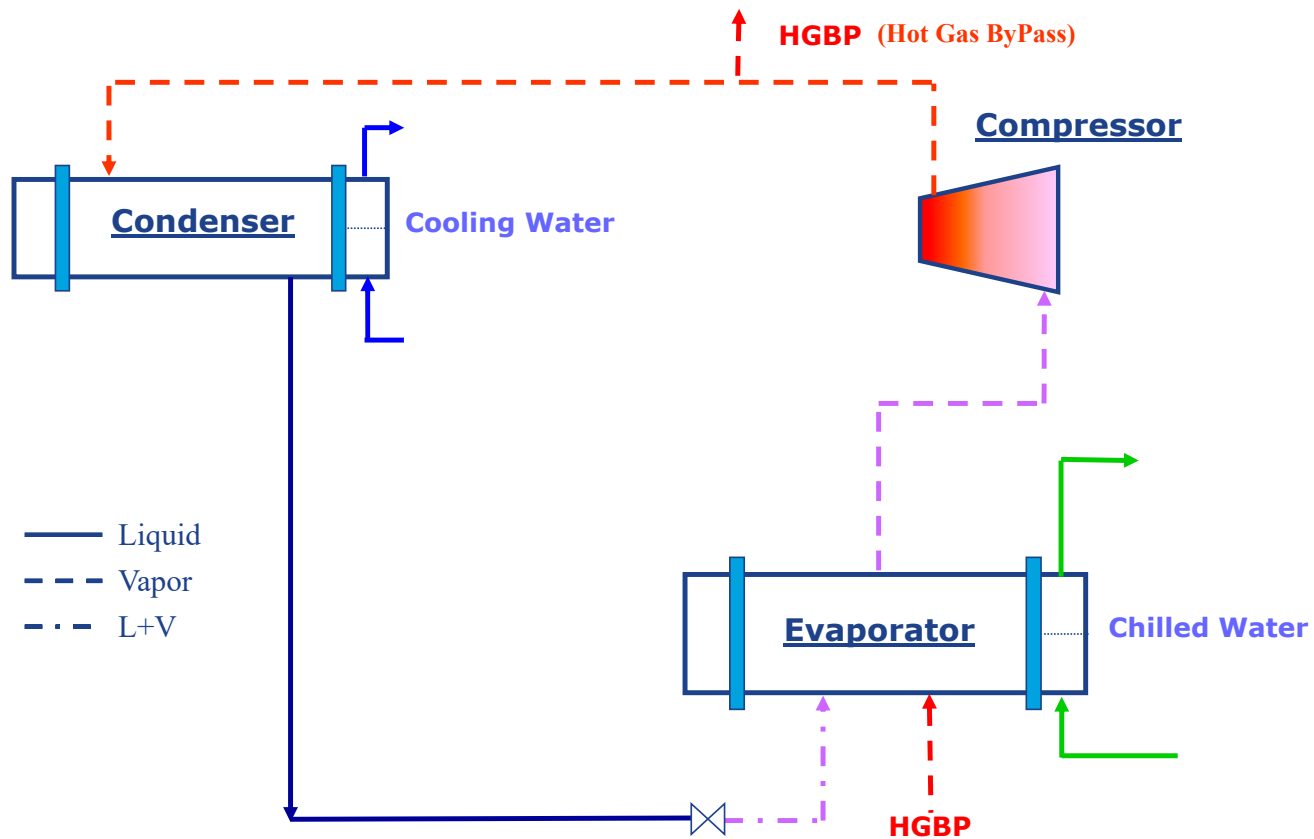 HGBP (Hot Gas ByPass)
Compressor
Condenser
Cooling Water
Liquid
Vapor
L+V
Evaporator
Chilled Water
HGBP